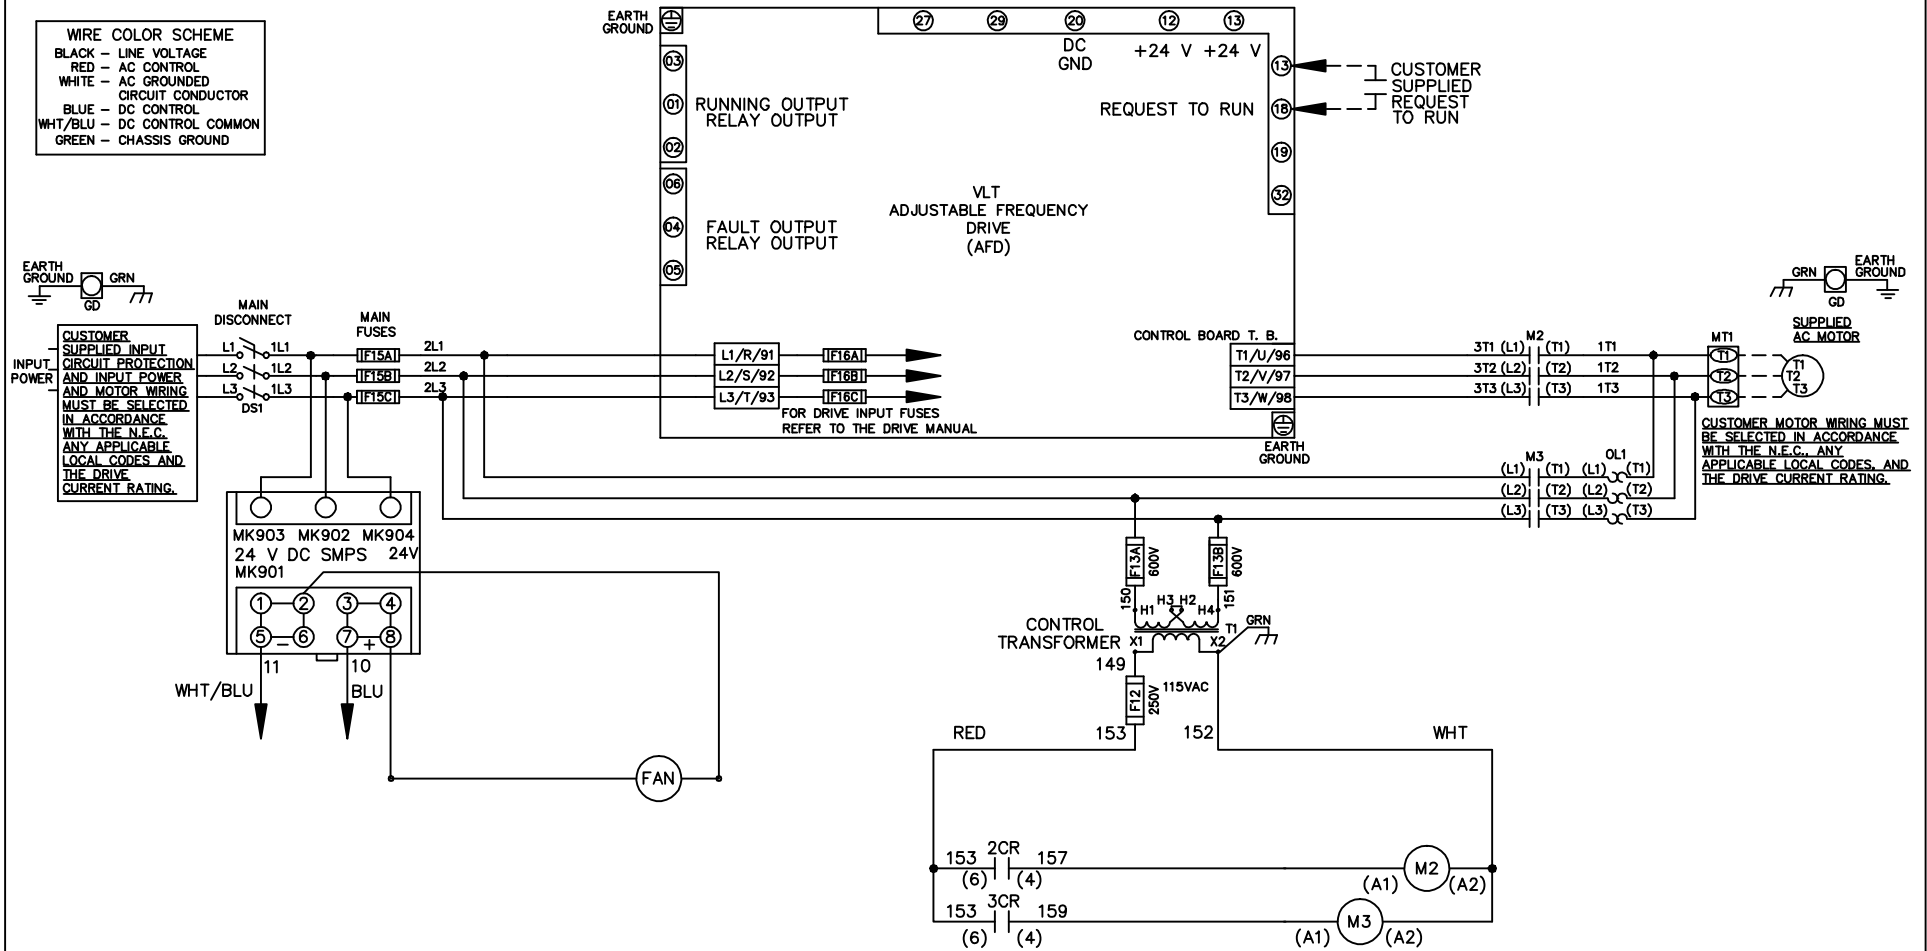 WIRE COLOR SCHEME
BLACK – LINE VOLTAGE
RED – AC CONTROL
WHITE – AC GROUNDED
CIRCUIT CONDUCTOR
BLUE – DC CONTROL
WHT/BLU – DC CONTROL COMMON
GREEN – CHASSIS GROUND
EARTH
GROUND
27 29 20 12 13
DC
GND
+24 V +24 V
03
01
02
RUNNING OUTPUT
RELAY OUTPUT
06
04
05
FAULT OUTPUT
RELAY OUTPUT
VLT
ADJUSTABLE FREQUENCY
DRIVE
(AFD)
REQUEST TO RUN
13
18
19
32
CUSTOMER
SUPPLIED
REQUEST
TO RUN
EARTH
GROUND
GRN
GD
INPUT
POWER
CUSTOMER
SUPPLIED INPUT
CIRCUIT PROTECTION
AND INPUT POWER
AND MOTOR WIRING
MUST BE SELECTED
IN ACCORDANCE
WITH THE N.E.C.
ANY APPLICABLE
LOCAL CODES AND
THE DRIVE
CURRENT RATING.
MAIN
DISCONNECT
L1 1L1
L2 1L2
L3 1L3
DS1
MAIN
FUSES
F15A 2L1
F15B 2L2
F15C 2L3
L1/R/91 F16A
L2/S/92 F16B
L3/T/93 F16C
FOR DRIVE INPUT FUSES
REFER TO THE DRIVE MANUAL
CONTROL BOARD T. B.
T1/U/96
T2/V/97
T3/W/98
EARTH
GROUND
M2
3T1 (L1) (T1) 1T1
3T2 (L2) (T2) 1T2
3T3 (L3) (T3) 1T3
MT1
T1
T2
T3
GRN
GD
EARTH
GROUND
SUPPLIED
AC MOTOR
T1
T2
T3
CUSTOMER MOTOR WIRING MUST
BE SELECTED IN ACCORDANCE
WITH THE N.E.C., ANY
APPLICABLE LOCAL CODES, AND
THE DRIVE CURRENT RATING.
M3 OL1
(L1) (T1) (L1) (T1)
(L2) (T2) (L2) (T2)
(L3) (T3) (L3) (T3)
MK903 MK902 MK904
24 V DC SMPS 24V
MK901
1 2 3 4
5 – 6 7 + 8
11 10
WHT/BLU BLU
FAN
F13A 600V
F13B 600V
150 151
H1 H3 H2 H4
CONTROL
TRANSFORMER
X1 X2
T1
GRN
149
F12 250V
115VAC
153 152
RED WHT
153 2CR 157
(6) (4)
M2
(A1) (A2)
153 3CR 159
(6) (4)
M3
(A1) (A2)